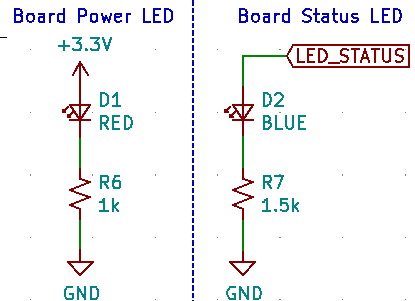 Board Power LED
+3.3V
D1
RED
R6
1k
GND
Board Status LED
LED_STATUS
D2
BLUE
R7
1.5k
GND